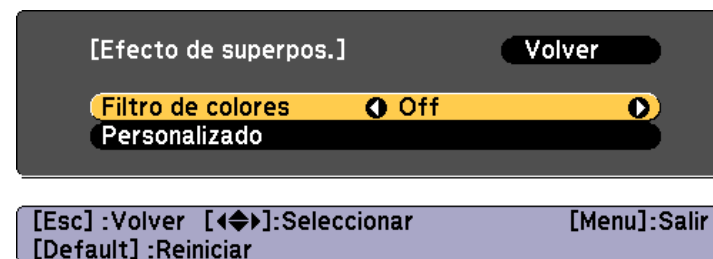 [Efecto de superpos.] Volver
Filtro de colores Off
Personalizado
[Esc] :Volver [◀◆▶]:Seleccionar [Menu]:Salir
[Default] :Reiniciar